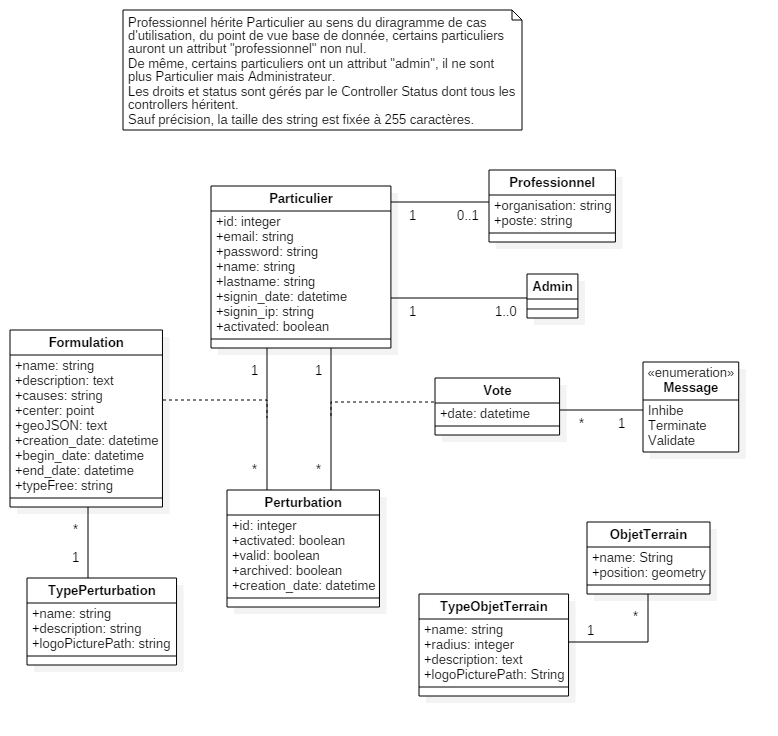 Professionnel hérite Particulier au sens du diragramme de cas
d'utilisation, du point de vue base de donnée, certains particuliers
auront un attribut "professionnel" non nul.
De même, certains particuliers ont un attribut "admin", il ne sont
plus Particulier mais Administrateur.
Les droits et status sont gérés par le Controller Status dont tous les
controllers héritent.
Sauf précision, la taille des string est fixée à 255 caractères.
Particulier
+id: integer
+email: string
+password: string
+name: string
+lastname: string
+signin_date: datetime
+signin_ip: string
+activated: boolean
1
0..1
Professionnel
+organisation: string
+poste: string
1
1..0
Admin
Formulation
+name: string
+description: text
+causes: string
+center: point
+geoJSON: text
+creation_date: datetime
+begin_date: datetime
+end_date: datetime
+typeFree: string
1
1
*
*
Vote
+date: datetime
*
1
«enumeration»
Message
Inhibe
Terminate
Validate
Perturbation
+id: integer
+activated: boolean
+valid: boolean
+archived: boolean
+creation_date: datetime
*
1
TypePerturbation
+name: string
+description: string
+logoPicturePath: string
ObjetTerrain
+name: String
+position: geometry
*
1
TypeObjetTerrain
+name: string
+radius: integer
+description: text
+logoPicturePath: String